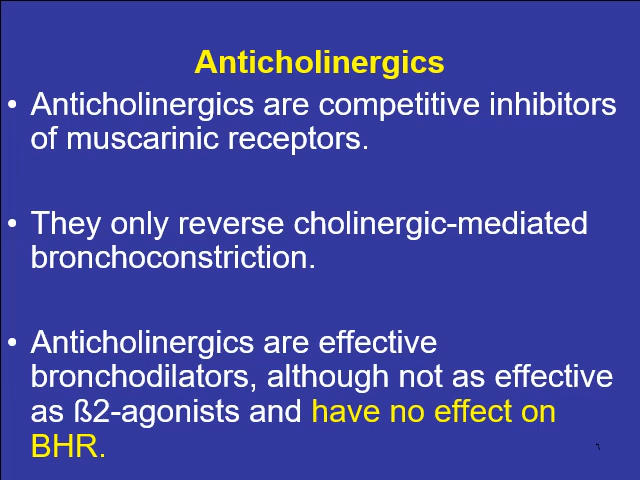 Anticholinergics
• Anticholinergics are competitive inhibitors
of muscarinic receptors.
• They only reverse cholinergic-mediated
bronchoconstriction.
• Anticholinergics are effective
bronchodilators, although not as effective
as ß2-agonists and have no effect on
BHR.